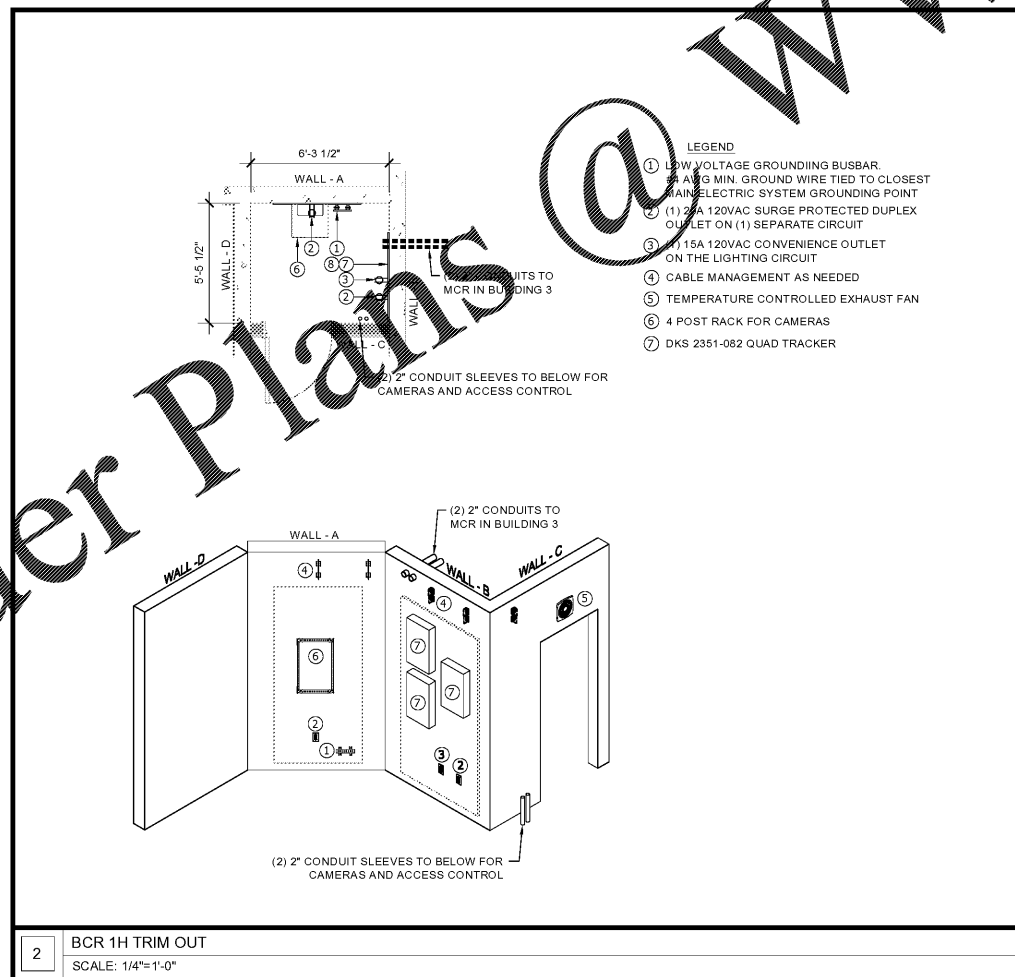 6'-3 1/2"
WALL - A
5'-5 1/2"
WALL - D
2
1
6
8 7
3
2
CONDUITS TO
MCR IN BUILDING 3
WALL
- C
(2) 2" CONDUIT SLEEVES TO BELOW FOR
CAMERAS AND ACCESS CONTROL
LEGEND
1 LOW VOLTAGE GROUNDING BUSBAR.
#4 AWG MIN. GROUND WIRE TIED TO CLOSEST
MAIN ELECTRIC SYSTEM GROUNDING POINT
2 (1) 20A 120VAC SURGE PROTECTED DUPLEX
OUTLET ON (1) SEPARATE CIRCUIT
3 (1) 15A 120VAC CONVENIENCE OUTLET
ON THE LIGHTING CIRCUIT
4 CABLE MANAGEMENT AS NEEDED
5 TEMPERATURE CONTROLLED EXHAUST FAN
6 4 POST RACK FOR CAMERAS
7 DKS 2351-082 QUAD TRACKER
er Plans @ W
(2) 2" CONDUITS TO
MCR IN BUILDING 3
WALL - A
WALL -D
WALL - B
WALL - C
4
4
5
6
7
7
7
2
1
3
2
(2) 2" CONDUIT SLEEVES TO BELOW FOR
CAMERAS AND ACCESS CONTROL
2
BCR 1H TRIM OUT
SCALE: 1/4"=1'-0"